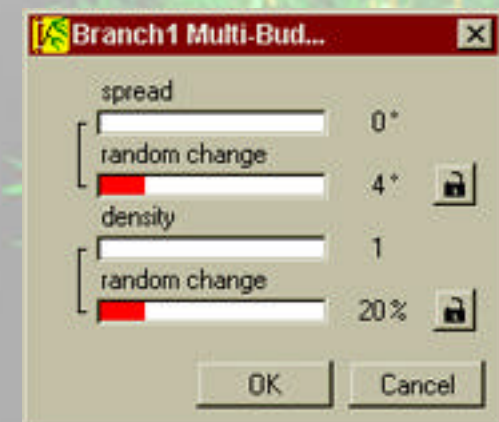 Branch1 Multi-Bud...
spread
0°
random change
4°
density
1
random change
20%
OK Cancel